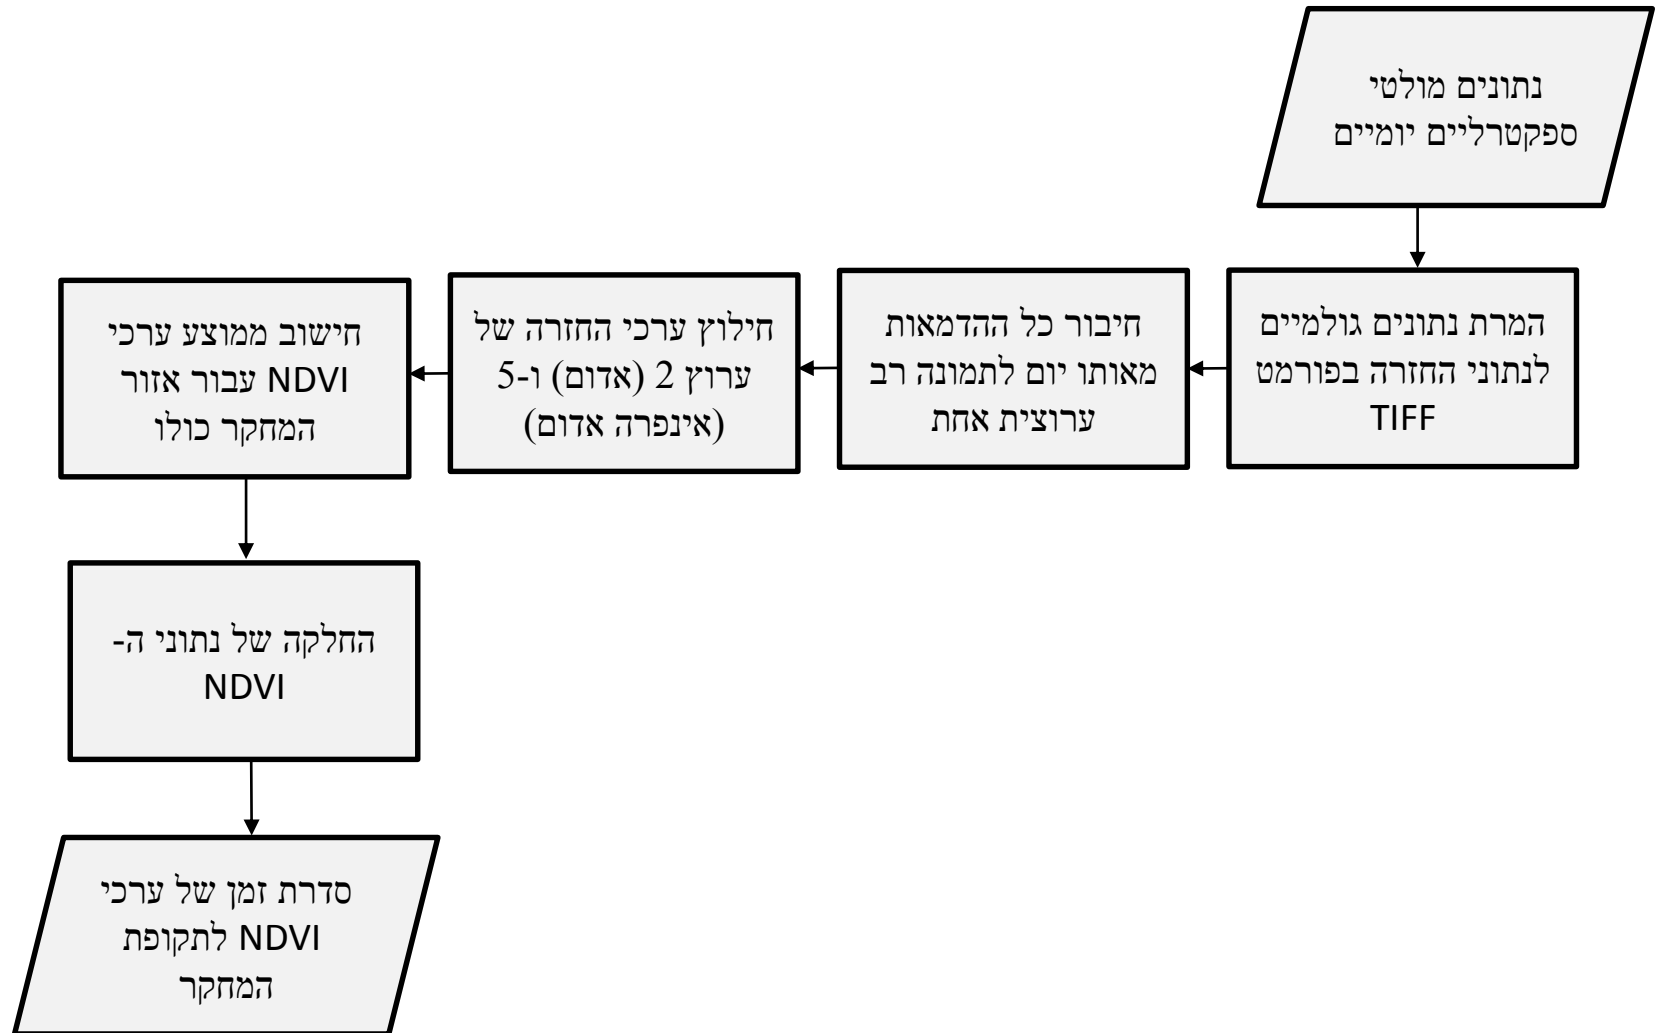 נתונים מולטי
ספקטרליים יומיים
המרת נתונים גולמיים
לנתוני החזרה בפורמט
TIFF
חיבור כל ההדמאות
מאותו יום לתמונה רב
ערוצית אחת
חילוץ ערכי החזרה של
ערוץ 2 (אדום) ו-5
(אינפרה אדום)
חישוב ממוצע ערכי
NDVI עבור אזור
המחקר כולו
החלקה של נתוני ה-
NDVI
סדרת זמן של ערכי
NDVI לתקופת
המחקר